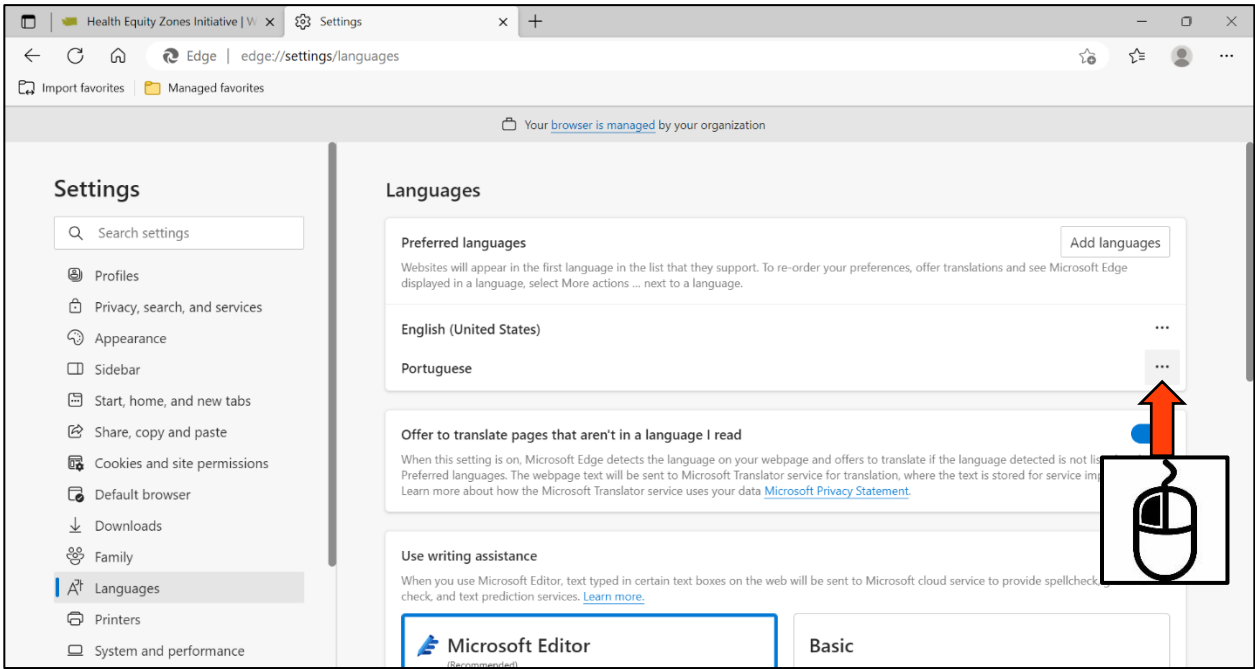 Health Equity Zones Initiative | W
Settings
Edge | edge://settings/languages
Import favorites
Managed favorites
Your browser is managed by your organization
Settings
Search settings
Profiles
Privacy, search, and services
Appearance
Sidebar
Start, home, and new tabs
Share, copy and paste
Cookies and site permissions
Default browser
Downloads
Family
Languages
Printers
System and performance
Languages
Preferred languages
Add languages
Websites will appear in the first language in the list that they support. To re-order your preferences, offer translations and see Microsoft Edge
displayed in a language, select More actions ... next to a language.
English (United States)
Portuguese
Offer to translate pages that aren't in a language I read
When this setting is on, Microsoft Edge detects the language on your webpage and offers to translate if the language detected is not
Preferred languages. The webpage text will be sent to Microsoft Translator service for translation, where the text is stored for service
Learn more about how the Microsoft Translator service uses your data Microsoft Privacy Statement.
Use writing assistance
When you use Microsoft Editor, text typed in certain text boxes on the web will be sent to Microsoft cloud service to provide spellcheck,
check, and text prediction services. Learn more.
Microsoft Editor
(Recommended)
Basic